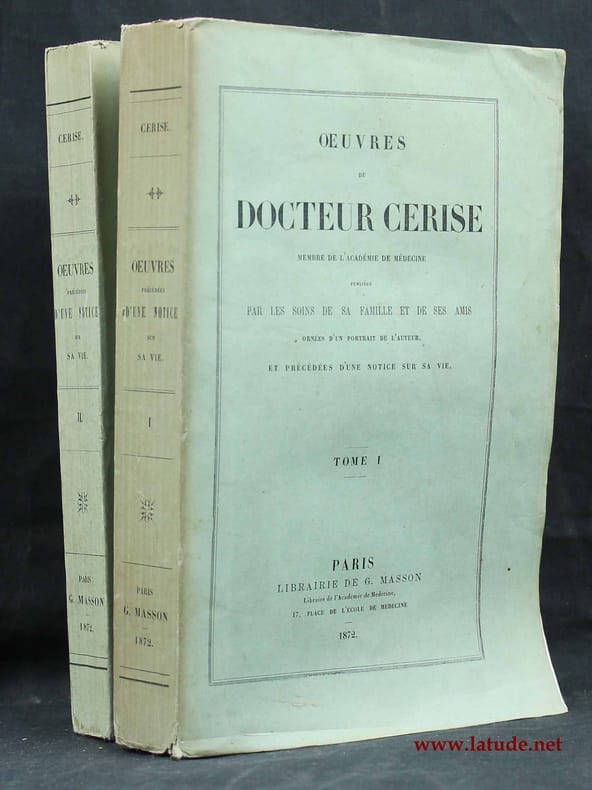 CERISE.
OEUVRES
PRÉCÉDÉES
D'UNE NOTICE
SUR
SA VIE.
II.
PARIS
G. MASSON
1872.
CERISE.
OEUVRES
PRÉCÉDÉES
D'UNE NOTICE
SUR
SA VIE.
I
PARIS
G. MASSON
1872.
OEUVRES
DU
DOCTEUR CERISE
MEMBRE DE L'ACADÉMIE DE MÉDECINE
PUBLIÉES
PAR LES SOINS DE SA FAMILLE ET DE SES AMIS
ORNÉES D'UN PORTRAIT DE L'AUTEUR,
ET PRÉCÉDÉES D'UNE NOTICE SUR SA VIE.
TOME I
PARIS
LIBRAIRIE DE G. MASSON
Libraire de l'Académie de Médecine,
17, PLACE DE L'ÉCOLE DE MÉDECINE
1872.
www.latude.net